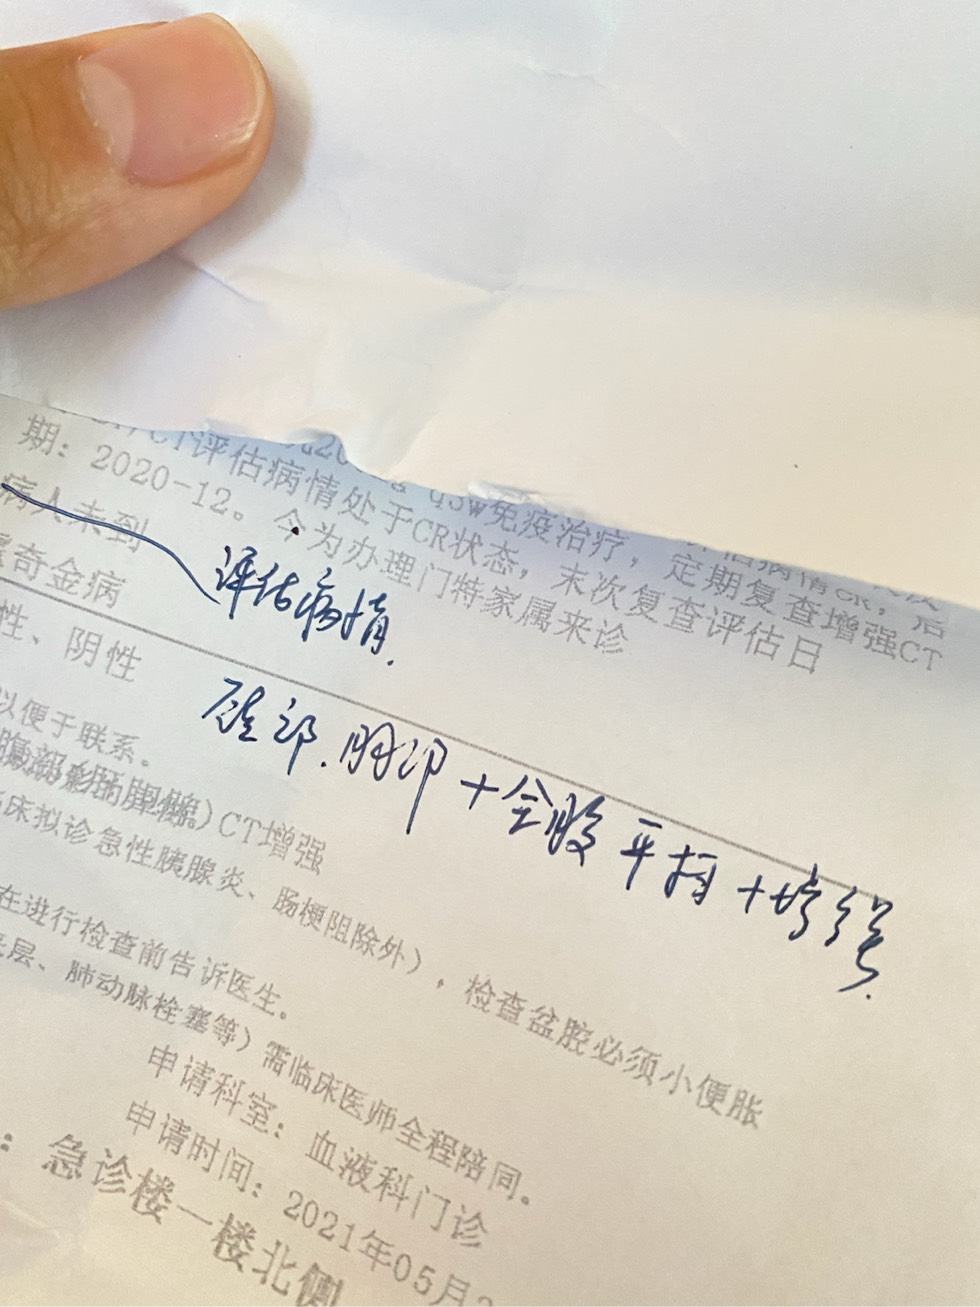 q3w免疫治疗，定期复查增强CT
CT评估病情处于CR状态，末次复查评估日
期：2020-12。今为办理门特家属来诊
病人未到
评估病情.
奇金病
性、阴性
颈部.胸部+全腹平扫+增强.
以便于联系。
CT增强
床拟诊急性胰腺炎、肠梗阻除外），检查盆腔必须小便胀
在进行检查前告诉医生。
层、肺动脉栓塞等）需临床医师全程陪同。
申请科室：血液科门诊
申请时间：2021年05月
：急诊楼一楼北侧